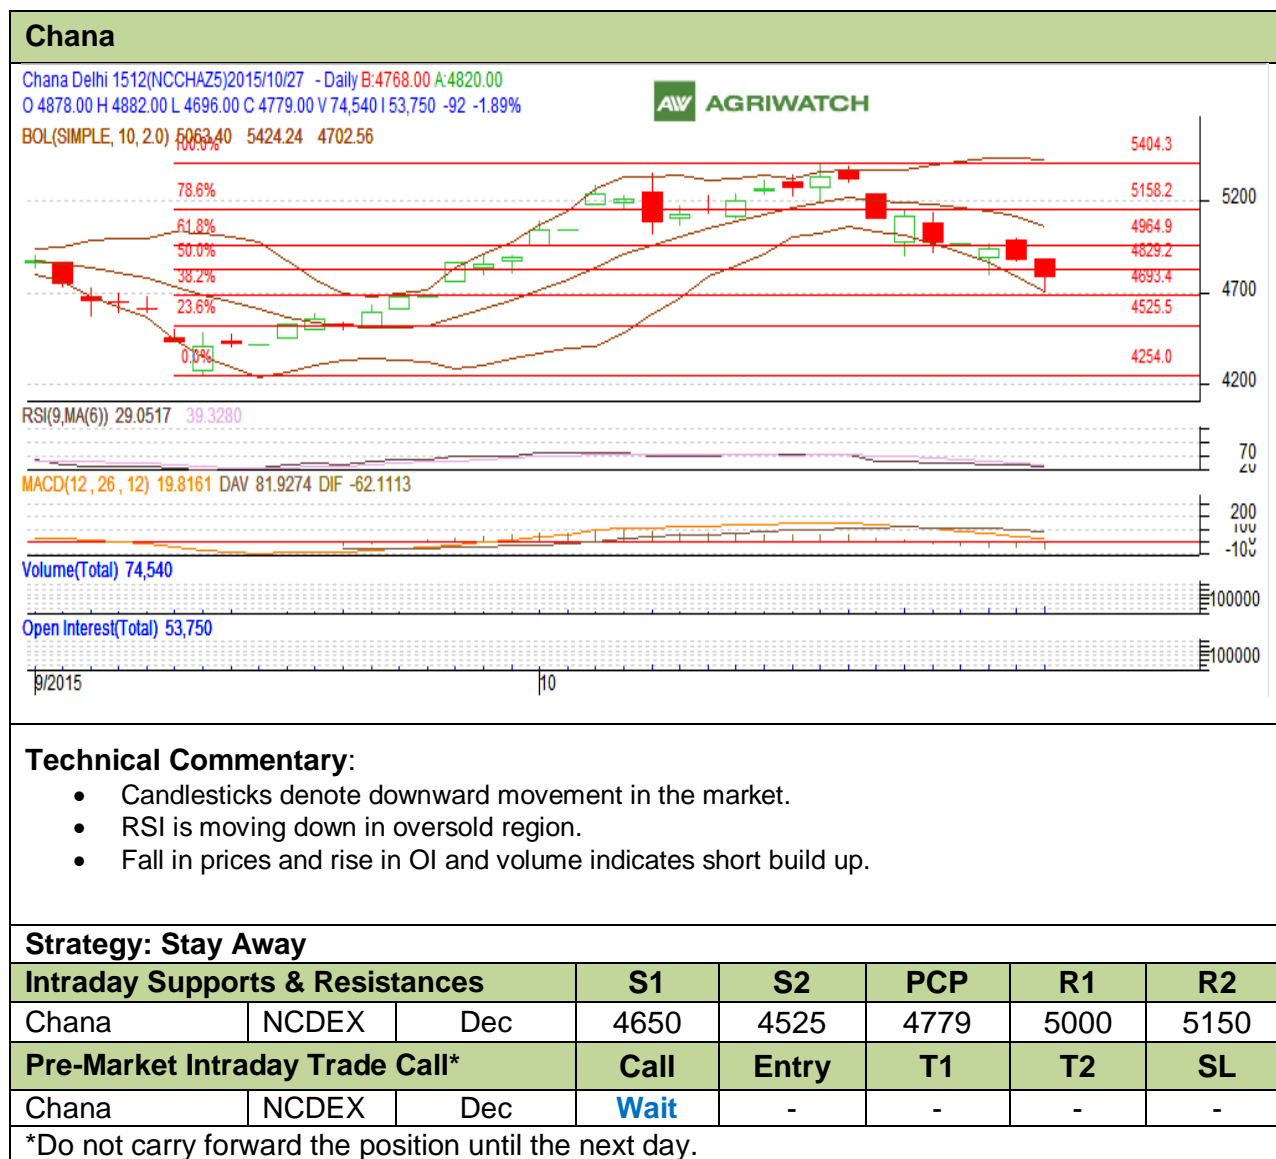 Chana
Chana Delhi 1512(NCCHAZ5)2015/10/27 - Daily B:4768.00 A:4820.00
O 4878.00 H 4882.00 L 4696.00 C 4779.00 V 74,540 I 53,750 -92 -1.89%
AW AGRIWATCH
BOL(SIMPLE, 10, 2.0) 5063.40 5424.24 4702.56
100.0% 5404.3
78.6% 5158.2
5200
61.8% 4964.9
50.0% 4829.2
38.2% 4693.4
4700
23.6% 4525.5
0.0% 4254.0
4200
RSI(9,MA(6)) 29.0517 39.3280
70
20
MACD(12 , 26 , 12) 19.8161 DAV 81.9274 DIF -62.1113
200
100
-100
Volume(Total) 74,540
100000
Open Interest(Total) 53,750
100000
9/2015 10
Technical Commentary:
• Candlesticks denote downward movement in the market.
• RSI is moving down in oversold region.
• Fall in prices and rise in OI and volume indicates short build up.
Strategy: Stay Away
Intraday Supports & Resistances S1 S2 PCP R1 R2
Chana NCDEX Dec 4650 4525 4779 5000 5150
Pre-Market Intraday Trade Call* Call Entry T1 T2 SL
Chana NCDEX Dec Wait - - - -
*Do not carry forward the position until the next day.